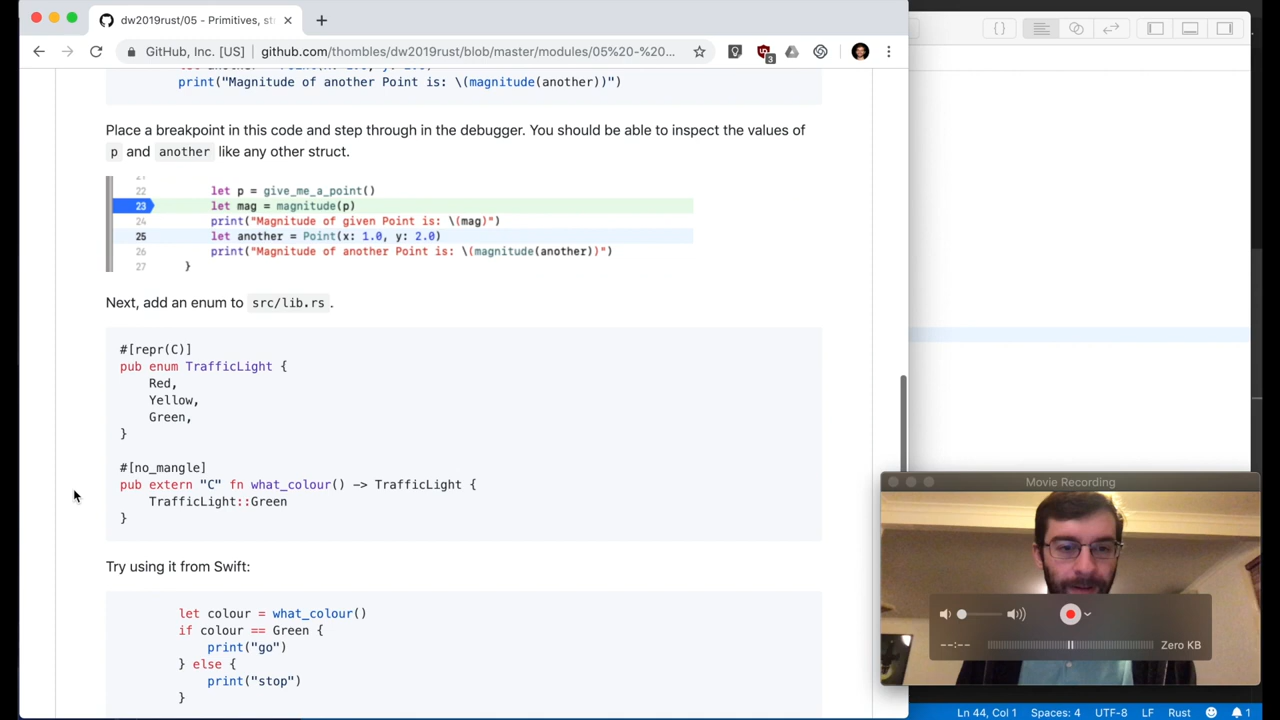 dw2019rust/05 - Primitives, st
GitHub, Inc. [US]
github.com/thombles/dw2019rust/blob/master/modules/05%20-%20...
3
print("Magnitude of another Point is: \(magnitude(another))")
Place a breakpoint in this code and step through in the debugger. You should be able to inspect the values of
p and another like any other struct.
22 let p = give_me_a_point()
23 let mag = magnitude(p)
24 print("Magnitude of given Point is: \(mag)")
25 let another = Point(x: 1.0, y: 2.0)
26 print("Magnitude of another Point is: \(magnitude(another))")
27 }
Next, add an enum to src/lib.rs .
#[repr(C)]
pub enum TrafficLight {
Red,
Yellow,
Green,
}
#[no_mangle]
pub extern "C" fn what_colour() -> TrafficLight {
TrafficLight::Green
}
Try using it from Swift:
let colour = what_colour()
if colour == Green {
print("go")
} else {
print("stop")
}
{}
Movie Recording
--:--
Zero KB
Ln 44, Col 1
Spaces: 4
UTF-8
LF
Rust
1